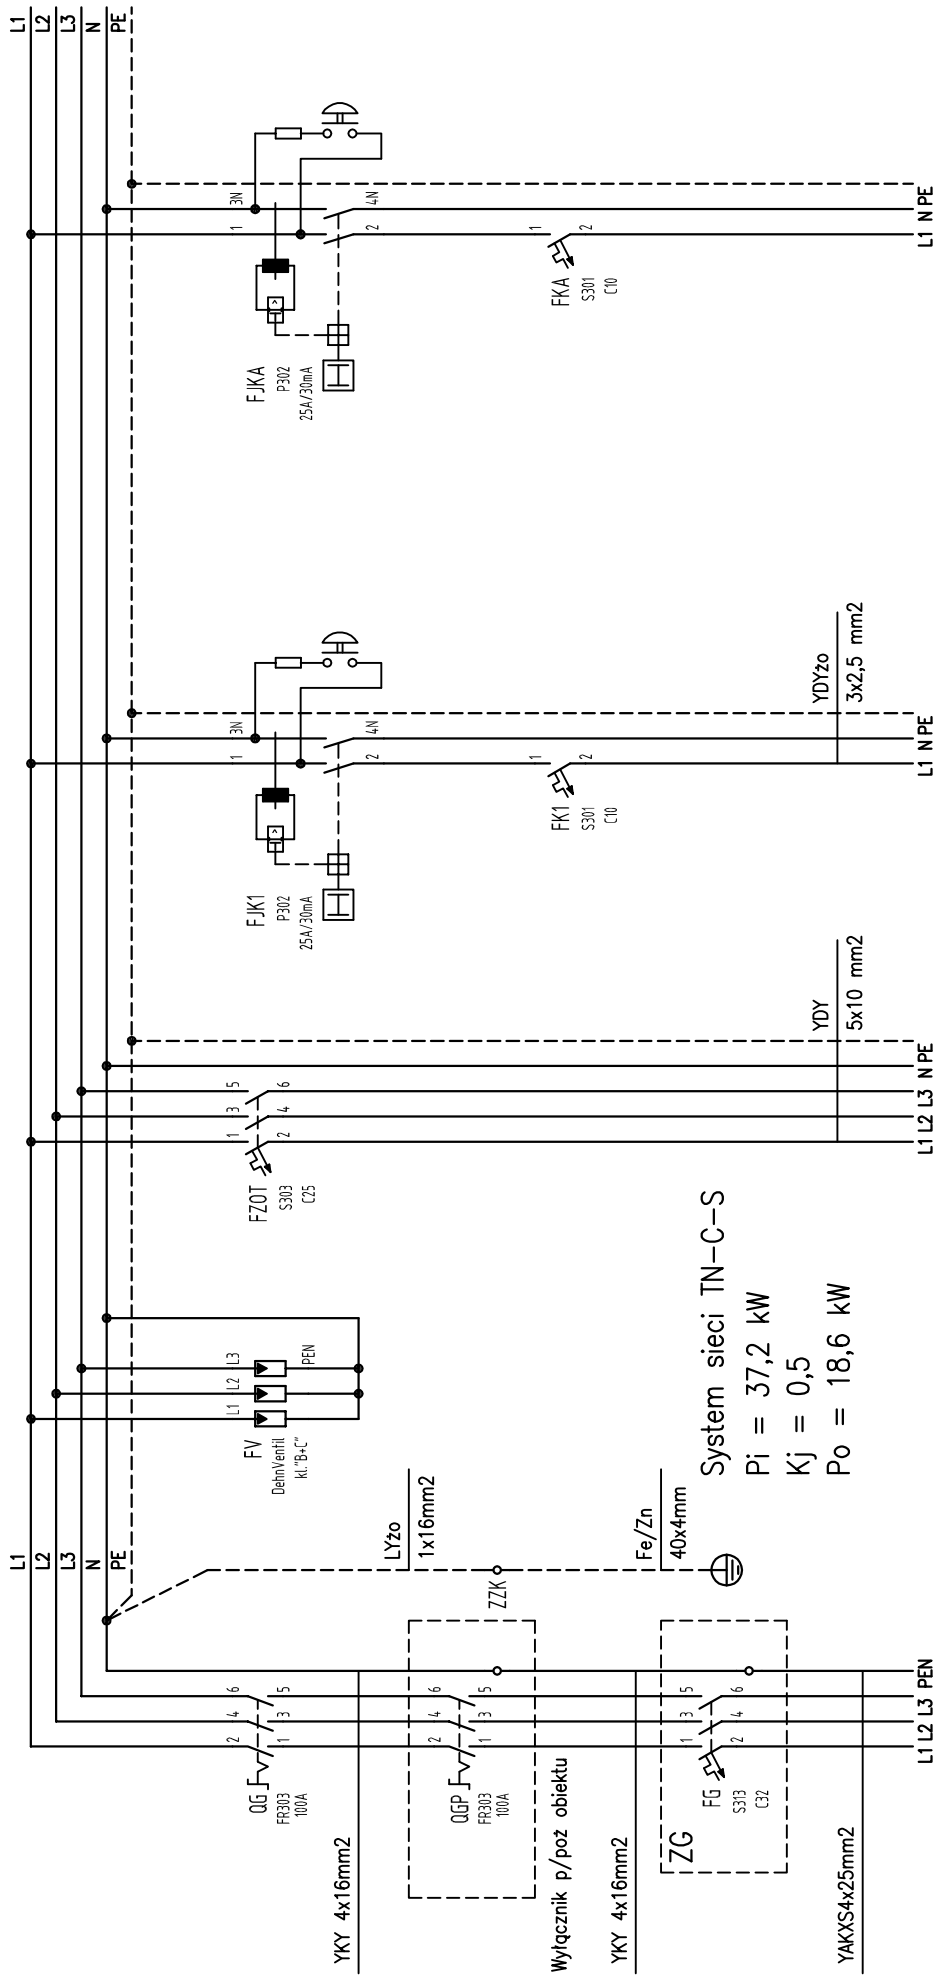 L1
L2
L3
N
PE
L1
L2
L3
N
PE
2 4 6
1 3 5
QG
FR303
100A
YKY 4x16mm2
2 4 6
1 3 5
QGP
FR303
100A
Wyłącznik p/poż obiektu
YKY 4x16mm2
1 3 5
2 4 6
FG
S313
C32
ZG
YAKXS4x25mm2
L1 L2 L3 PEN
LYżo
1x16mm2
ZZK
Fe/Zn
40x4mm
L1 L2 L3
PEN
FV
DehnVentil
kl."B+C"
System sieci TN-C-S
Pi = 37,2 kW
Kj = 0,5
Po = 18,6 kW
1 3 5
2 4 6
FZOT
S303
C25
YDY
5x10 mm2
L1 L2 L3 N PE
1 3N
2 4N
FJK1
P302
25A/30mA
1
2
FK1
S301
C10
YDYżo
3x2,5 mm2
L1 N PE
1 3N
2 4N
FJKA
P302
25A/30mA
1
2
FKA
S301
C10
L1 N PE